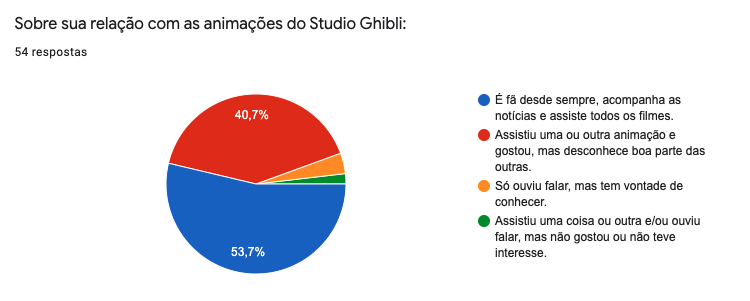 Sobre sua relação com as animações do Studio Ghibli:
54 respostas
40,7%
53,7%
É fã desde sempre, acompanha as
notícias e assiste todos os filmes.
Assistiu uma ou outra animação e
gostou, mas desconhece boa parte das
outras.
Só ouviu falar, mas tem vontade de
conhecer.
Assistiu uma coisa ou outra e/ou ouviu
falar, mas não gostou ou não teve
interesse.